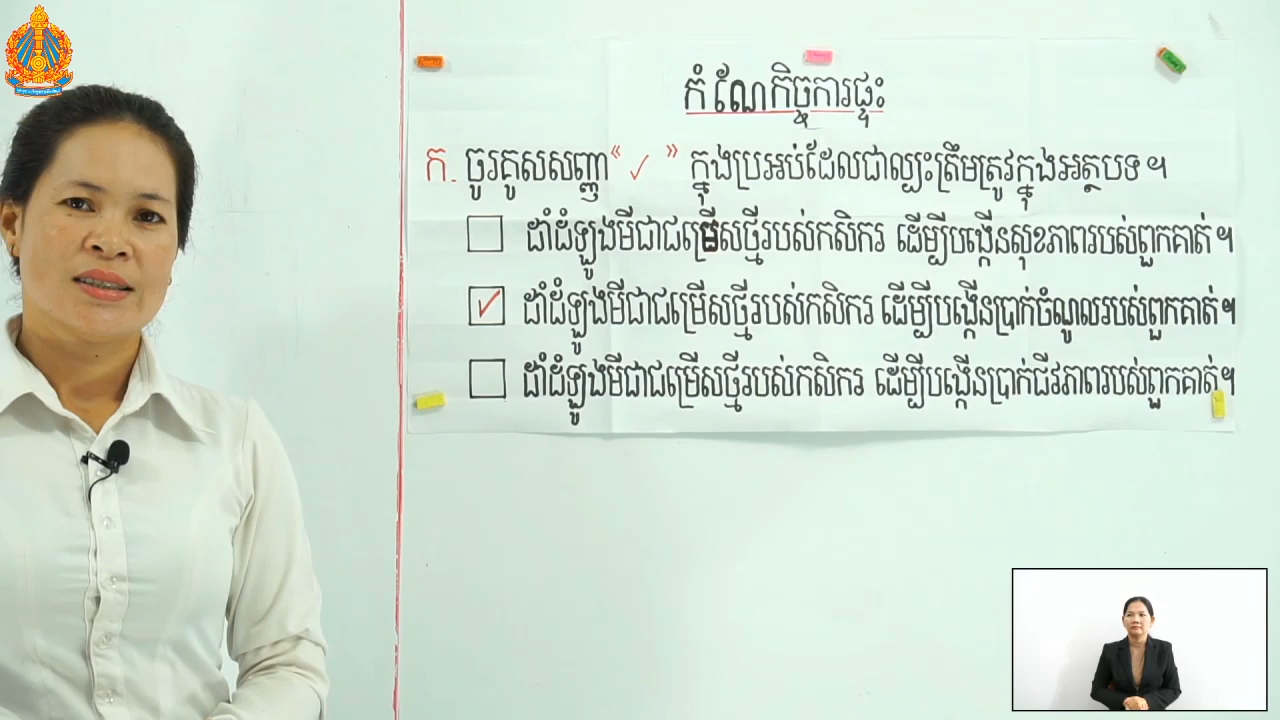 កំណែកិច្ចការផ្ទះ
ក. ចូរគូសសញ្ញា “ ✓ ” ក្នុងប្រអប់ដែលជាល្បះត្រឹមត្រូវក្នុងអត្ថបទ។
ដាំដំឡូងមីជាជម្រើសថ្មីរបស់កសិករ ដើម្បីបង្កើនសុខភាពរបស់ពួកគាត់។
✓ ដាំដំឡូងមីជាជម្រើសថ្មីរបស់កសិករ ដើម្បីបង្កើនប្រាក់ចំណូលរបស់ពួកគាត់។
ដាំដំឡូងមីជាជម្រើសថ្មីរបស់កសិករ ដើម្បីបង្កើនប្រាក់ជីវភាពរបស់ពួកគាត់។